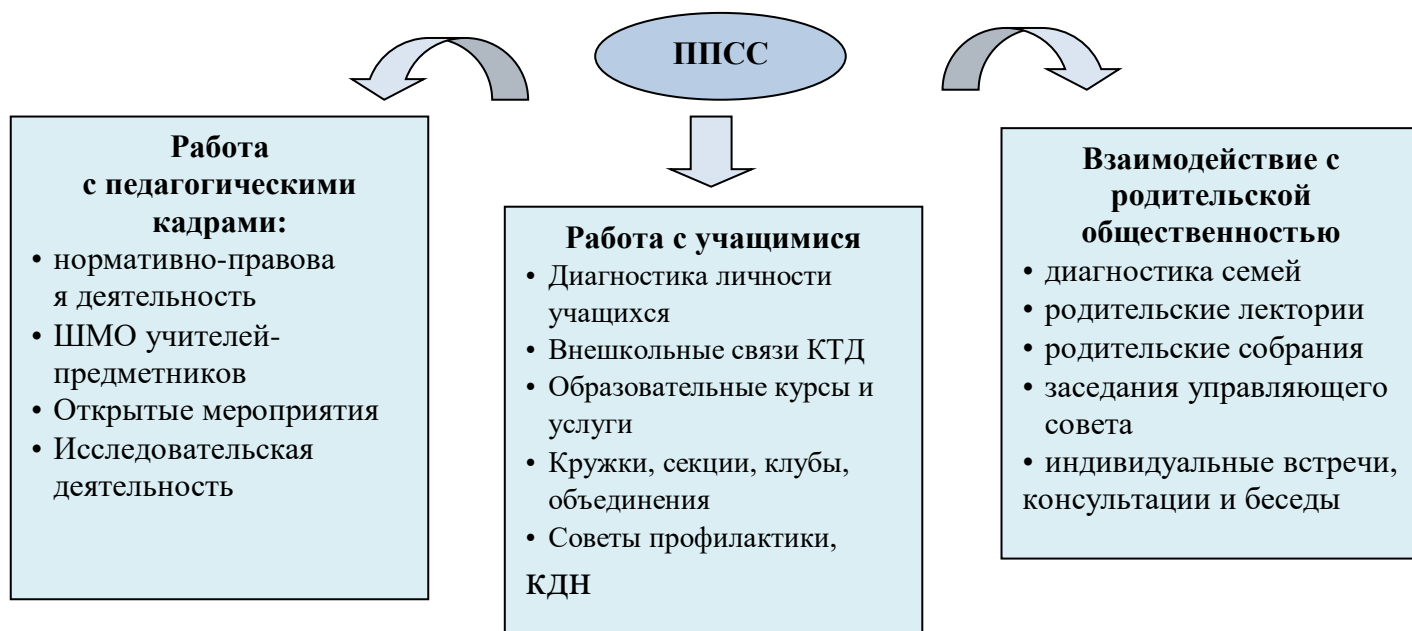 ППСС
Работа
с педагогическими
кадрами:
• нормативно-правова
я деятельность
• ШМО учителей-
предметников
• Открытые мероприятия
• Исследовательская
деятельность
Работа с учащимися
• Диагностика личности
учащихся
• Внешкольные связи КТД
• Образовательные курсы и
услуги
• Кружки, секции, клубы,
объединения
• Советы профилактики,
КДН
Взаимодействие с
родительской
общественностью
• диагностика семей
• родительские лектории
• родительские собрания
• заседания управляющего
совета
• индивидуальные встречи,
консультации и беседы